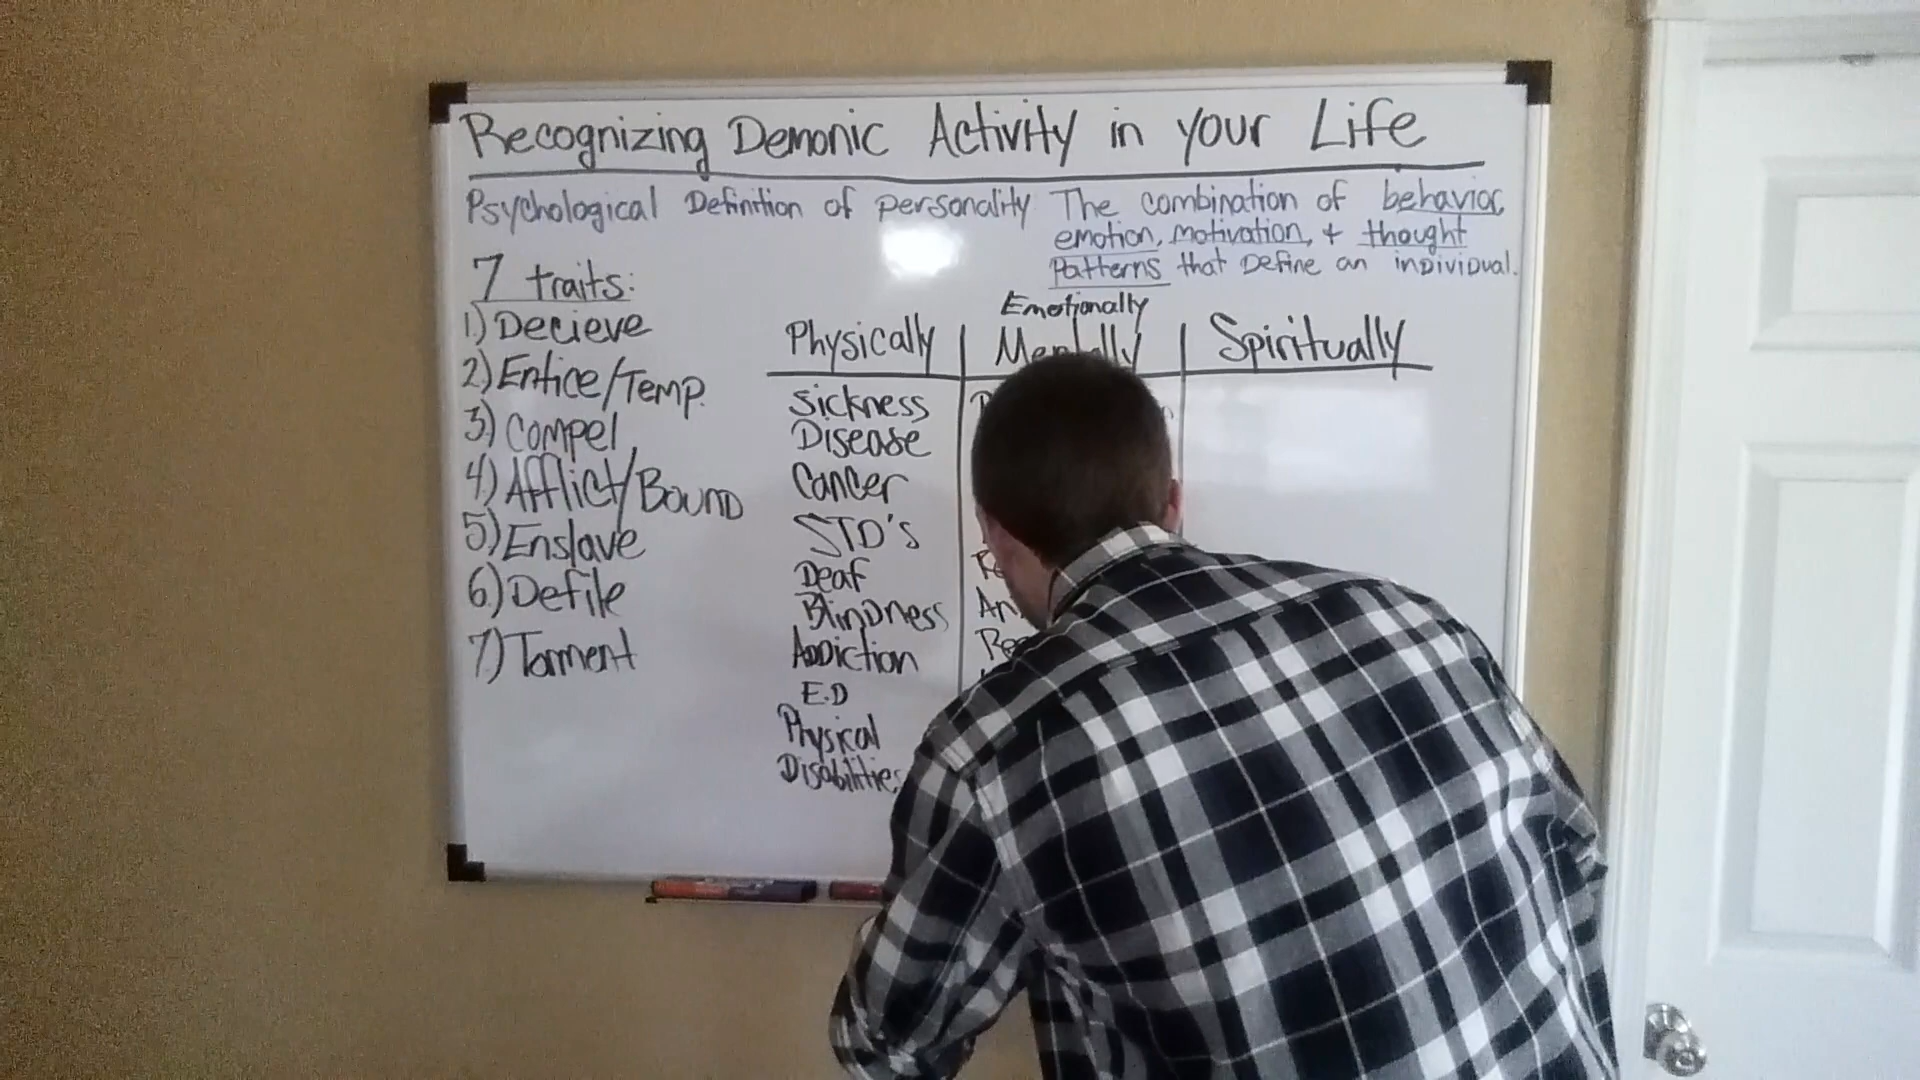 Recognizing Demonic Activity in your Life
Psychological Definition of personality The combination of behavior,
emotion, motivation, + thought
patterns that define an individual.
7 traits:
1) Decieve
2) Entice/Temp.
3) Compel
4) Afflict/Bound
5) Enslave
6) Defile
7) Torment
Physically
Sickness
Disease
Cancer
STD's
Deaf
Blindness
Addiction
E.D
Physical
Disabilities
Emotionally
Mentally
Spiritually